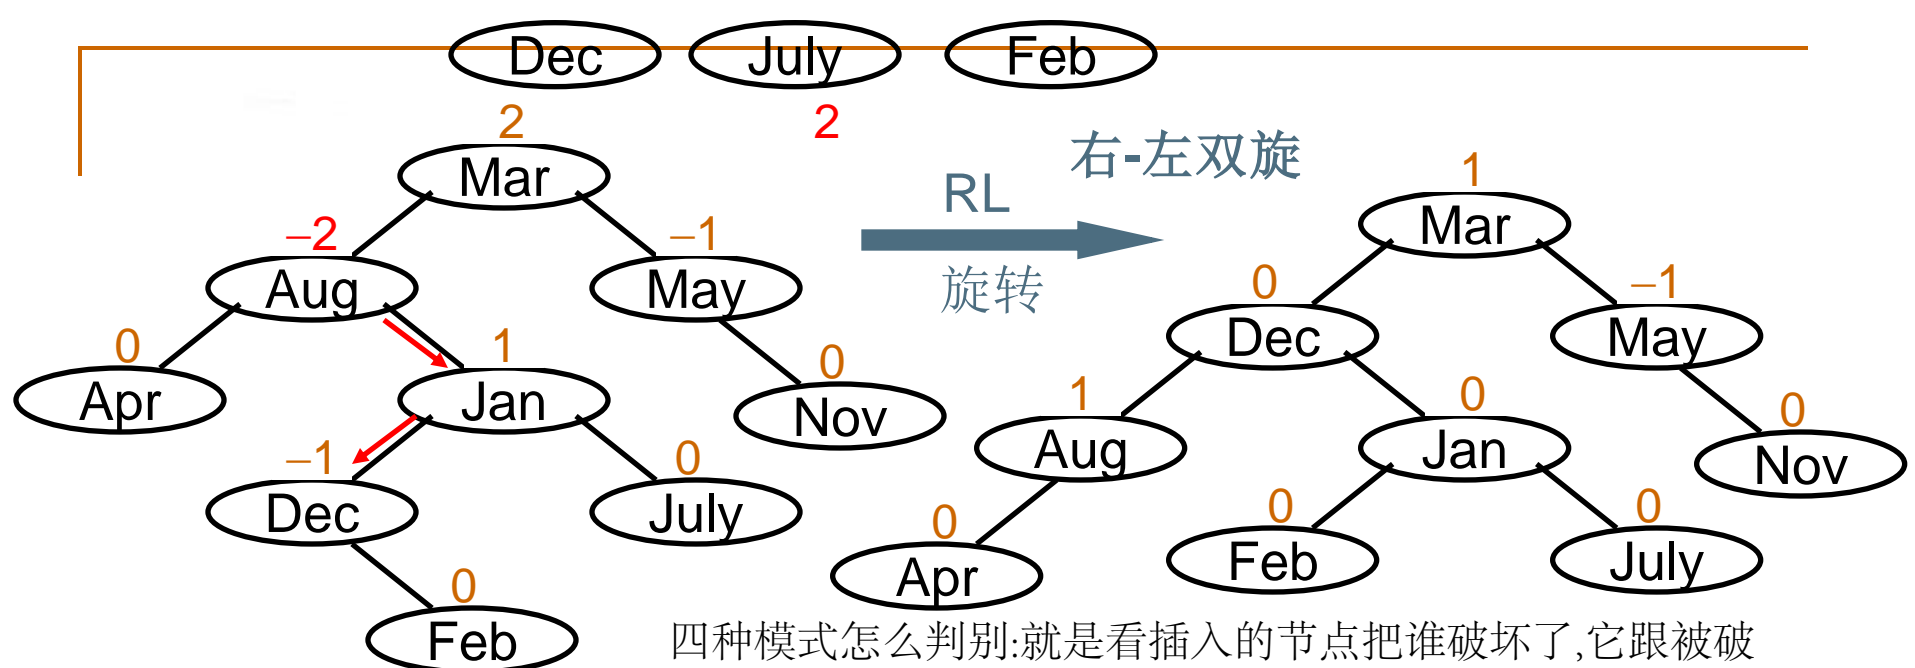 Dec July Feb
2 2
右-左双旋
Mar
1
RL
–2 –1
Mar
旋转
0 –1
Aug May
Dec May
0 1 0
1 0 0
Apr Jan Nov
Aug Jan Nov
–1 0
0 0 0
Dec July
Apr Feb July
0
Feb
四种模式怎么判别:就是看插入的节点把谁破坏了,它跟被破